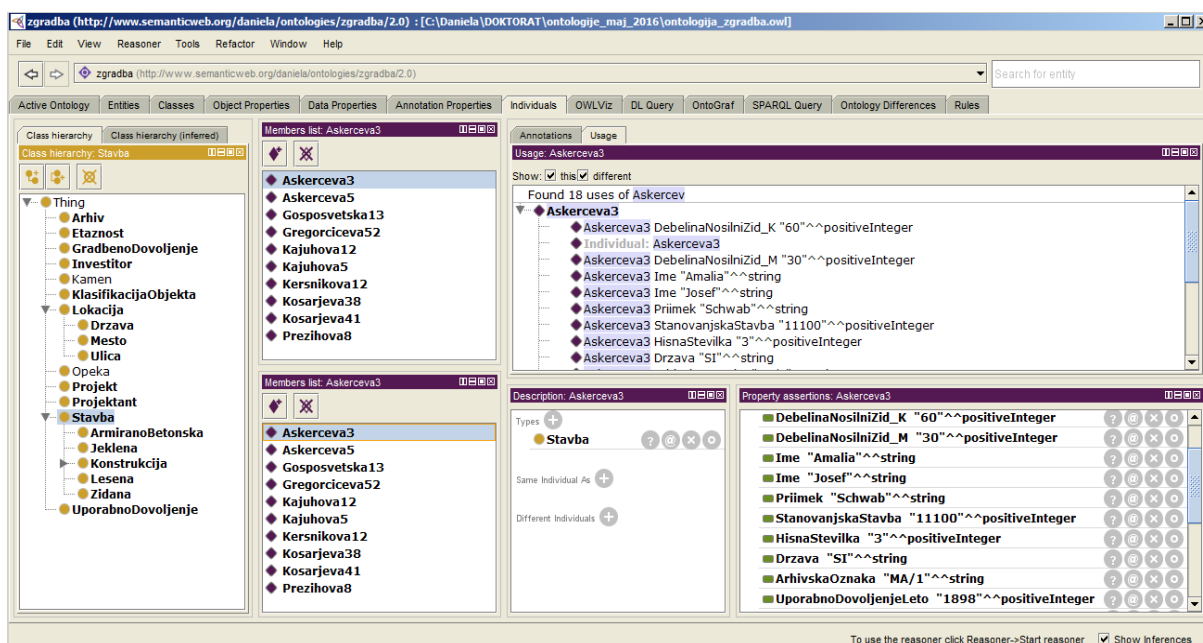 zgradba (http://www.semanticweb.org/daniela/ontologies/zgradba/2.0) : [C:\Daniela\DOKTORAT\ontologije_maj_2016\ontologija_zgradba.owl]
File Edit View Reasoner Tools Refactor Window Help
zgradba (http://www.semanticweb.org/daniela/ontologies/zgradba/2.0)
Search for entity
Active Ontology Entities Classes Object Properties Data Properties Annotation Properties Individuals OWLViz DL Query OntoGraf SPARQL Query Ontology Differences Rules
Class hierarchy Class hierarchy (inferred)
Class hierarchy: Stavba
Thing
Arhiv
Etaznost
GradbenoDovoljenje
Investitor
Kamen
KlasifikacijaObjekta
Lokacija
Drzava
Mesto
Ulica
Opeka
Projekt
Projektant
Stavba
ArmiranoBetonska
Jeklena
Konstrukcija
Lesena
Zidana
UporabnoDovoljenje
Members list: Askerceva3
Askerceva3
Askerceva5
Gosposvetska13
Gregorciceva52
Kajuhova12
Kajuhova5
Kersnikova12
Kosarjeva38
Kosarjeva41
Prezihova8
Members list: Askerceva3
Askerceva3
Askerceva5
Gosposvetska13
Gregorciceva52
Kajuhova12
Kajuhova5
Kersnikova12
Kosarjeva38
Kosarjeva41
Prezihova8
Annotations Usage
Usage: Askerceva3
Show: this different
Found 18 uses of Askercev
Askerceva3
Askerceva3 DebelinaNosilniZid_K "60"^^positiveInteger
Individual: Askerceva3
Askerceva3 DebelinaNosilniZid_M "30"^^positiveInteger
Askerceva3 Ime "Amalia"^^string
Askerceva3 Ime "Josef"^^string
Askerceva3 Priimek "Schwab"^^string
Askerceva3 StanovanjskaStavba "11100"^^positiveInteger
Askerceva3 HisnaStevilka "3"^^positiveInteger
Askerceva3 Drzava "SI"^^string
Description: Askerceva3
Types
Stavba
Same Individual As
Different Individuals
Property assertions: Askerceva3
DebelinaNosilniZid_K "60"^^positiveInteger
DebelinaNosilniZid_M "30"^^positiveInteger
Ime "Amalia"^^string
Ime "Josef"^^string
Priimek "Schwab"^^string
StanovanjskaStavba "11100"^^positiveInteger
HisnaStevilka "3"^^positiveInteger
Drzava "SI"^^string
ArhivskaOznaka "MA/1"^^string
UporabnoDovoljenjeLeto "1898"^^positiveInteger
To use the reasoner click Reasoner->Start reasoner Show Inferences